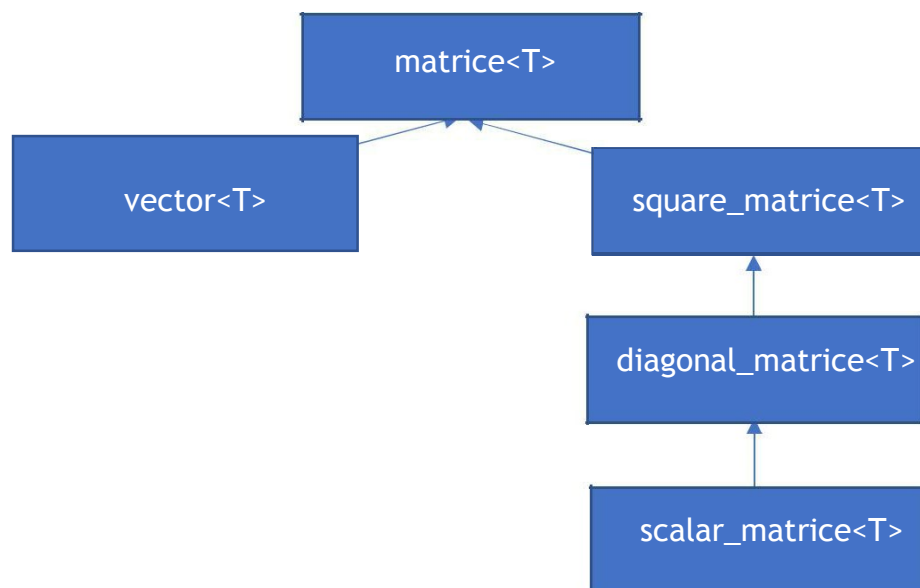 matrice<T>
vector<T>
square_matrice<T>
diagonal_matrice<T>
scalar_matrice<T>